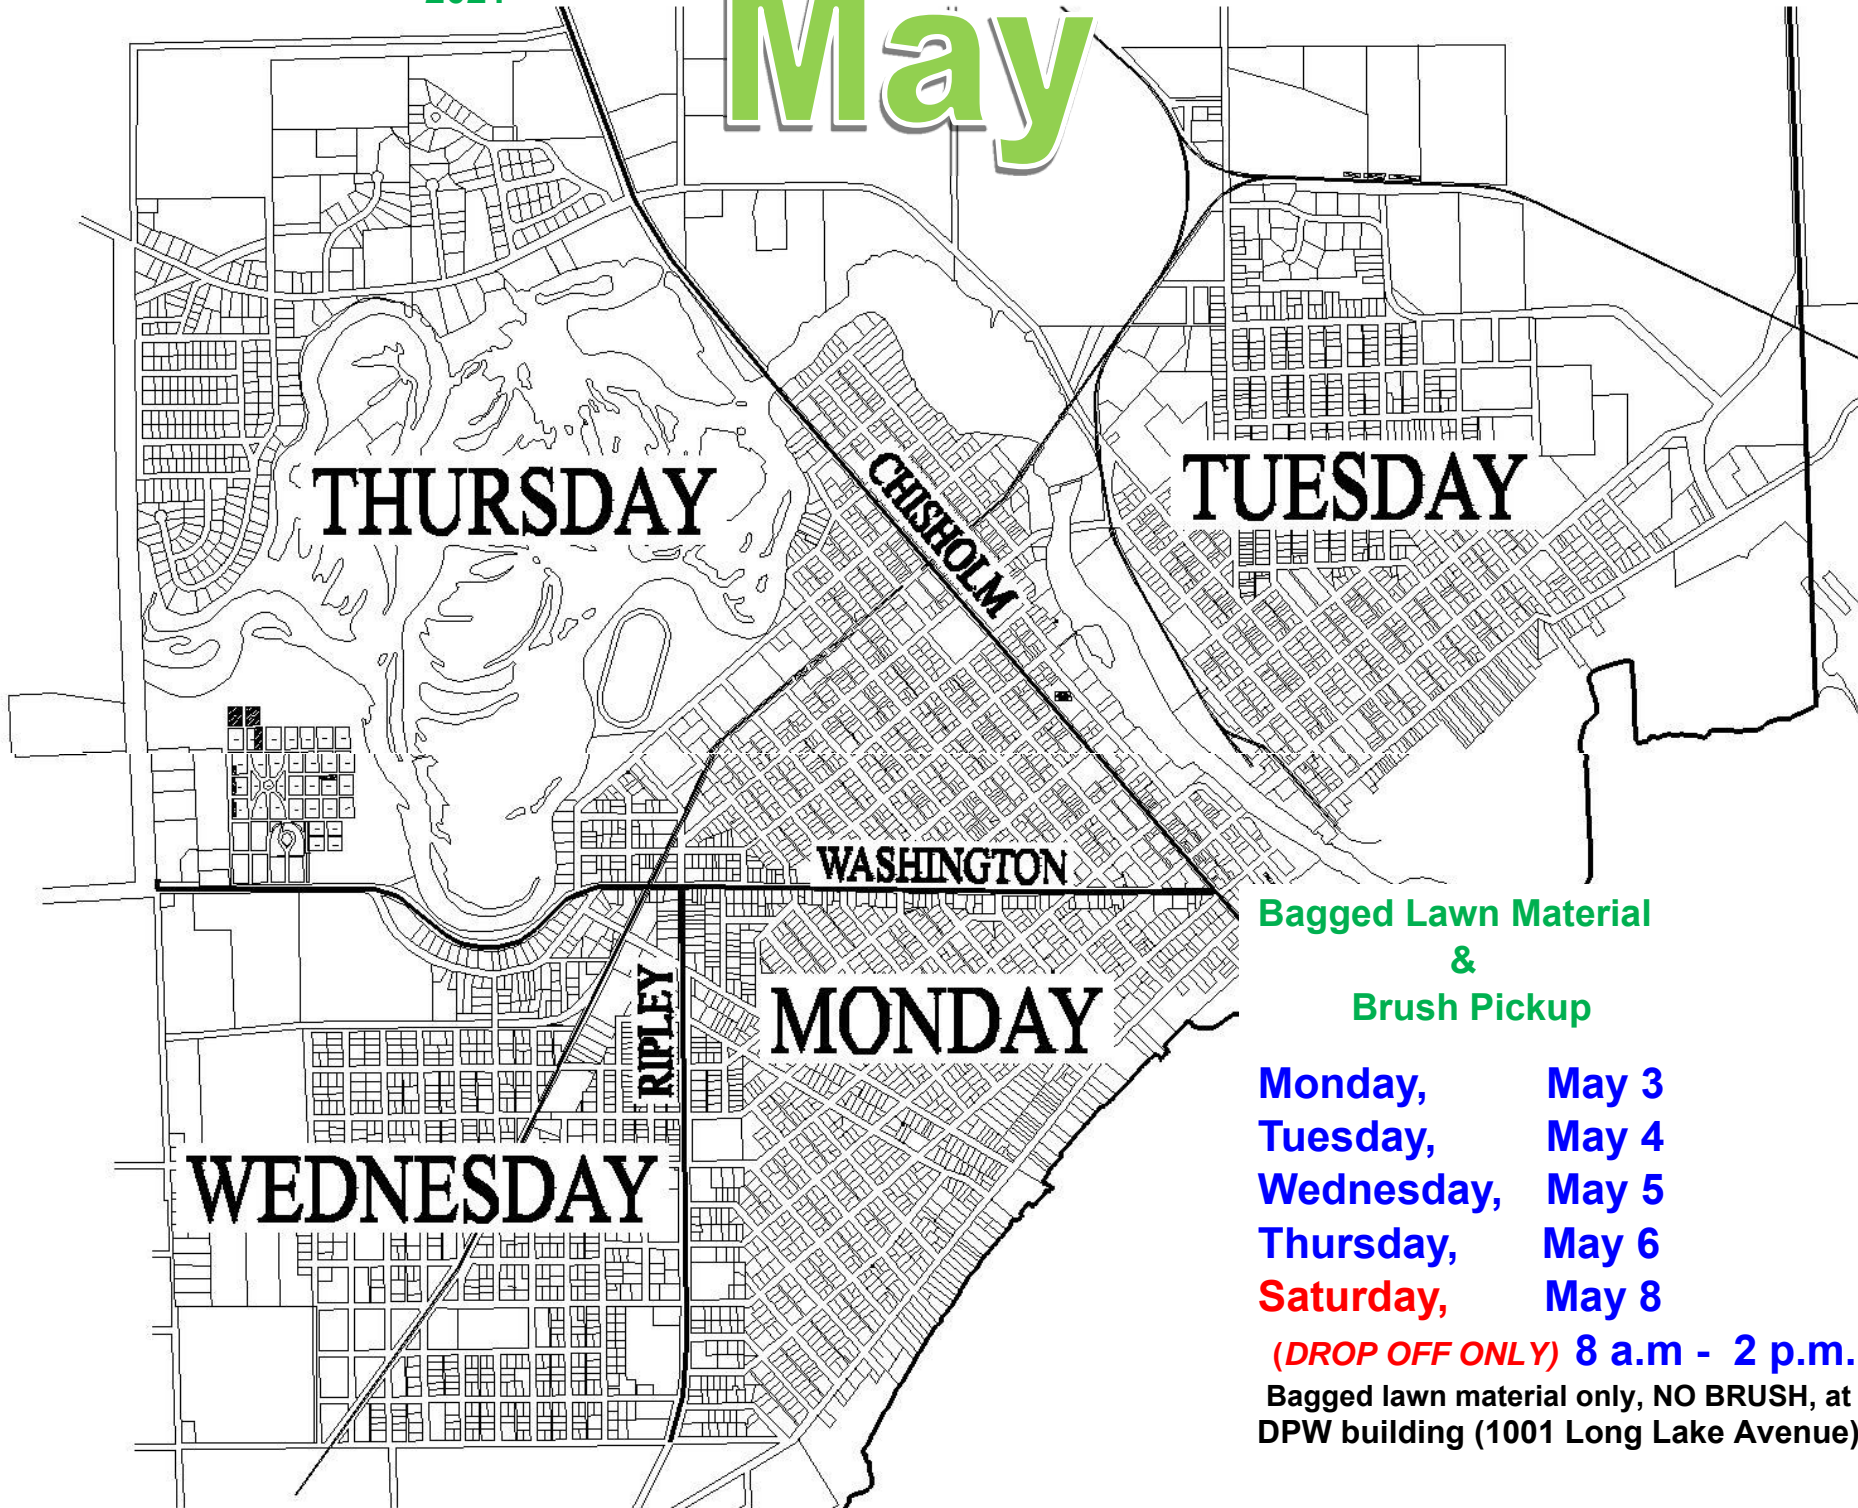 2021
May
THURSDAY
CHISHOLM
TUESDAY
WASHINGTON
RIPLEY
MONDAY
WEDNESDAY
Bagged Lawn Material
&
Brush Pickup
Monday, May 3
Tuesday, May 4
Wednesday, May 5
Thursday, May 6
Saturday, May 8
(DROP OFF ONLY) 8 a.m - 2 p.m.
Bagged lawn material only, NO BRUSH, at
DPW building (1001 Long Lake Avenue)